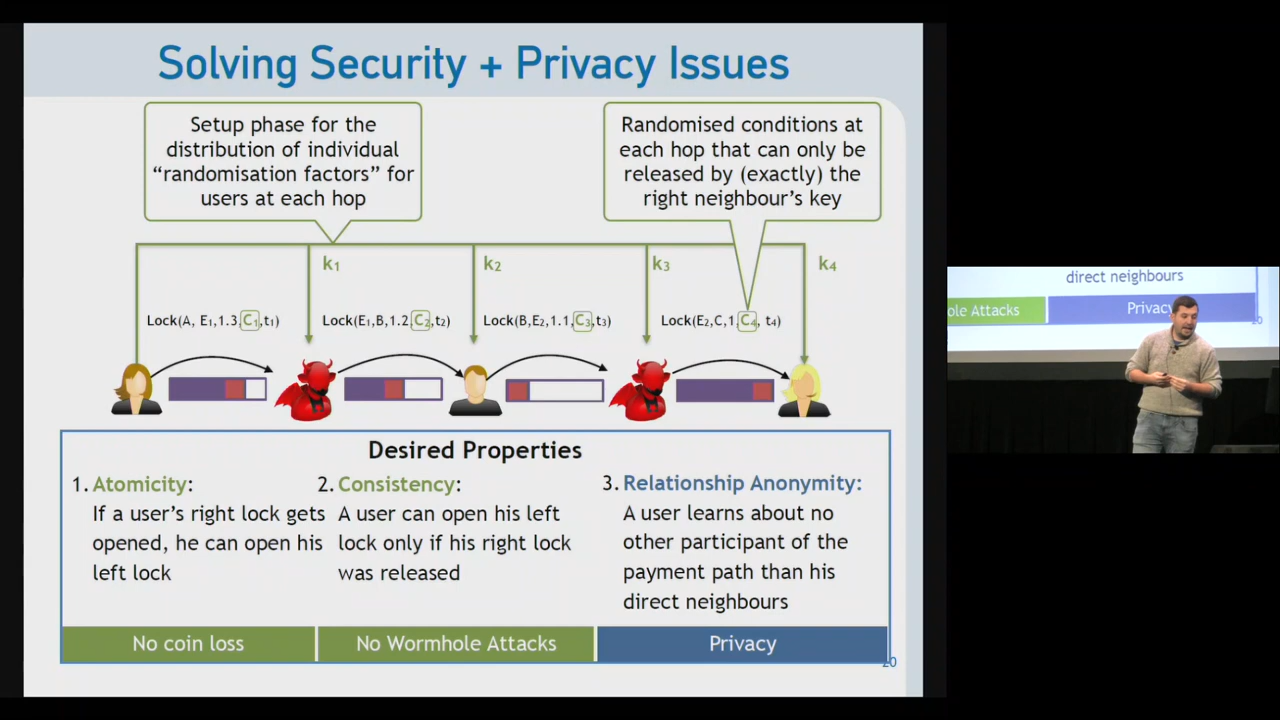 Solving Security + Privacy Issues
Setup phase for the
distribution of individual
“randomisation factors” for
users at each hop
Randomised conditions at
each hop that can only be
released by (exactly) the
right neighbour’s key
k1
k2
k3
k4
Lock(A, E1,1.3,C1,t1)
Lock(E1,B,1.2,C2,t2)
Lock(B,E2,1.1,C3,t3)
Lock(E2,C,1,C4, t4)
Desired Properties
1. Atomicity:
If a user’s right lock gets
opened, he can open his
left lock
2. Consistency:
A user can open his left
lock only if his right lock
was released
3. Relationship Anonymity:
A user learns about no
other participant of the
payment path than his
direct neighbours
No coin loss
No Wormhole Attacks
Privacy
20
direct neighbours
ole Attacks
Privacy
20